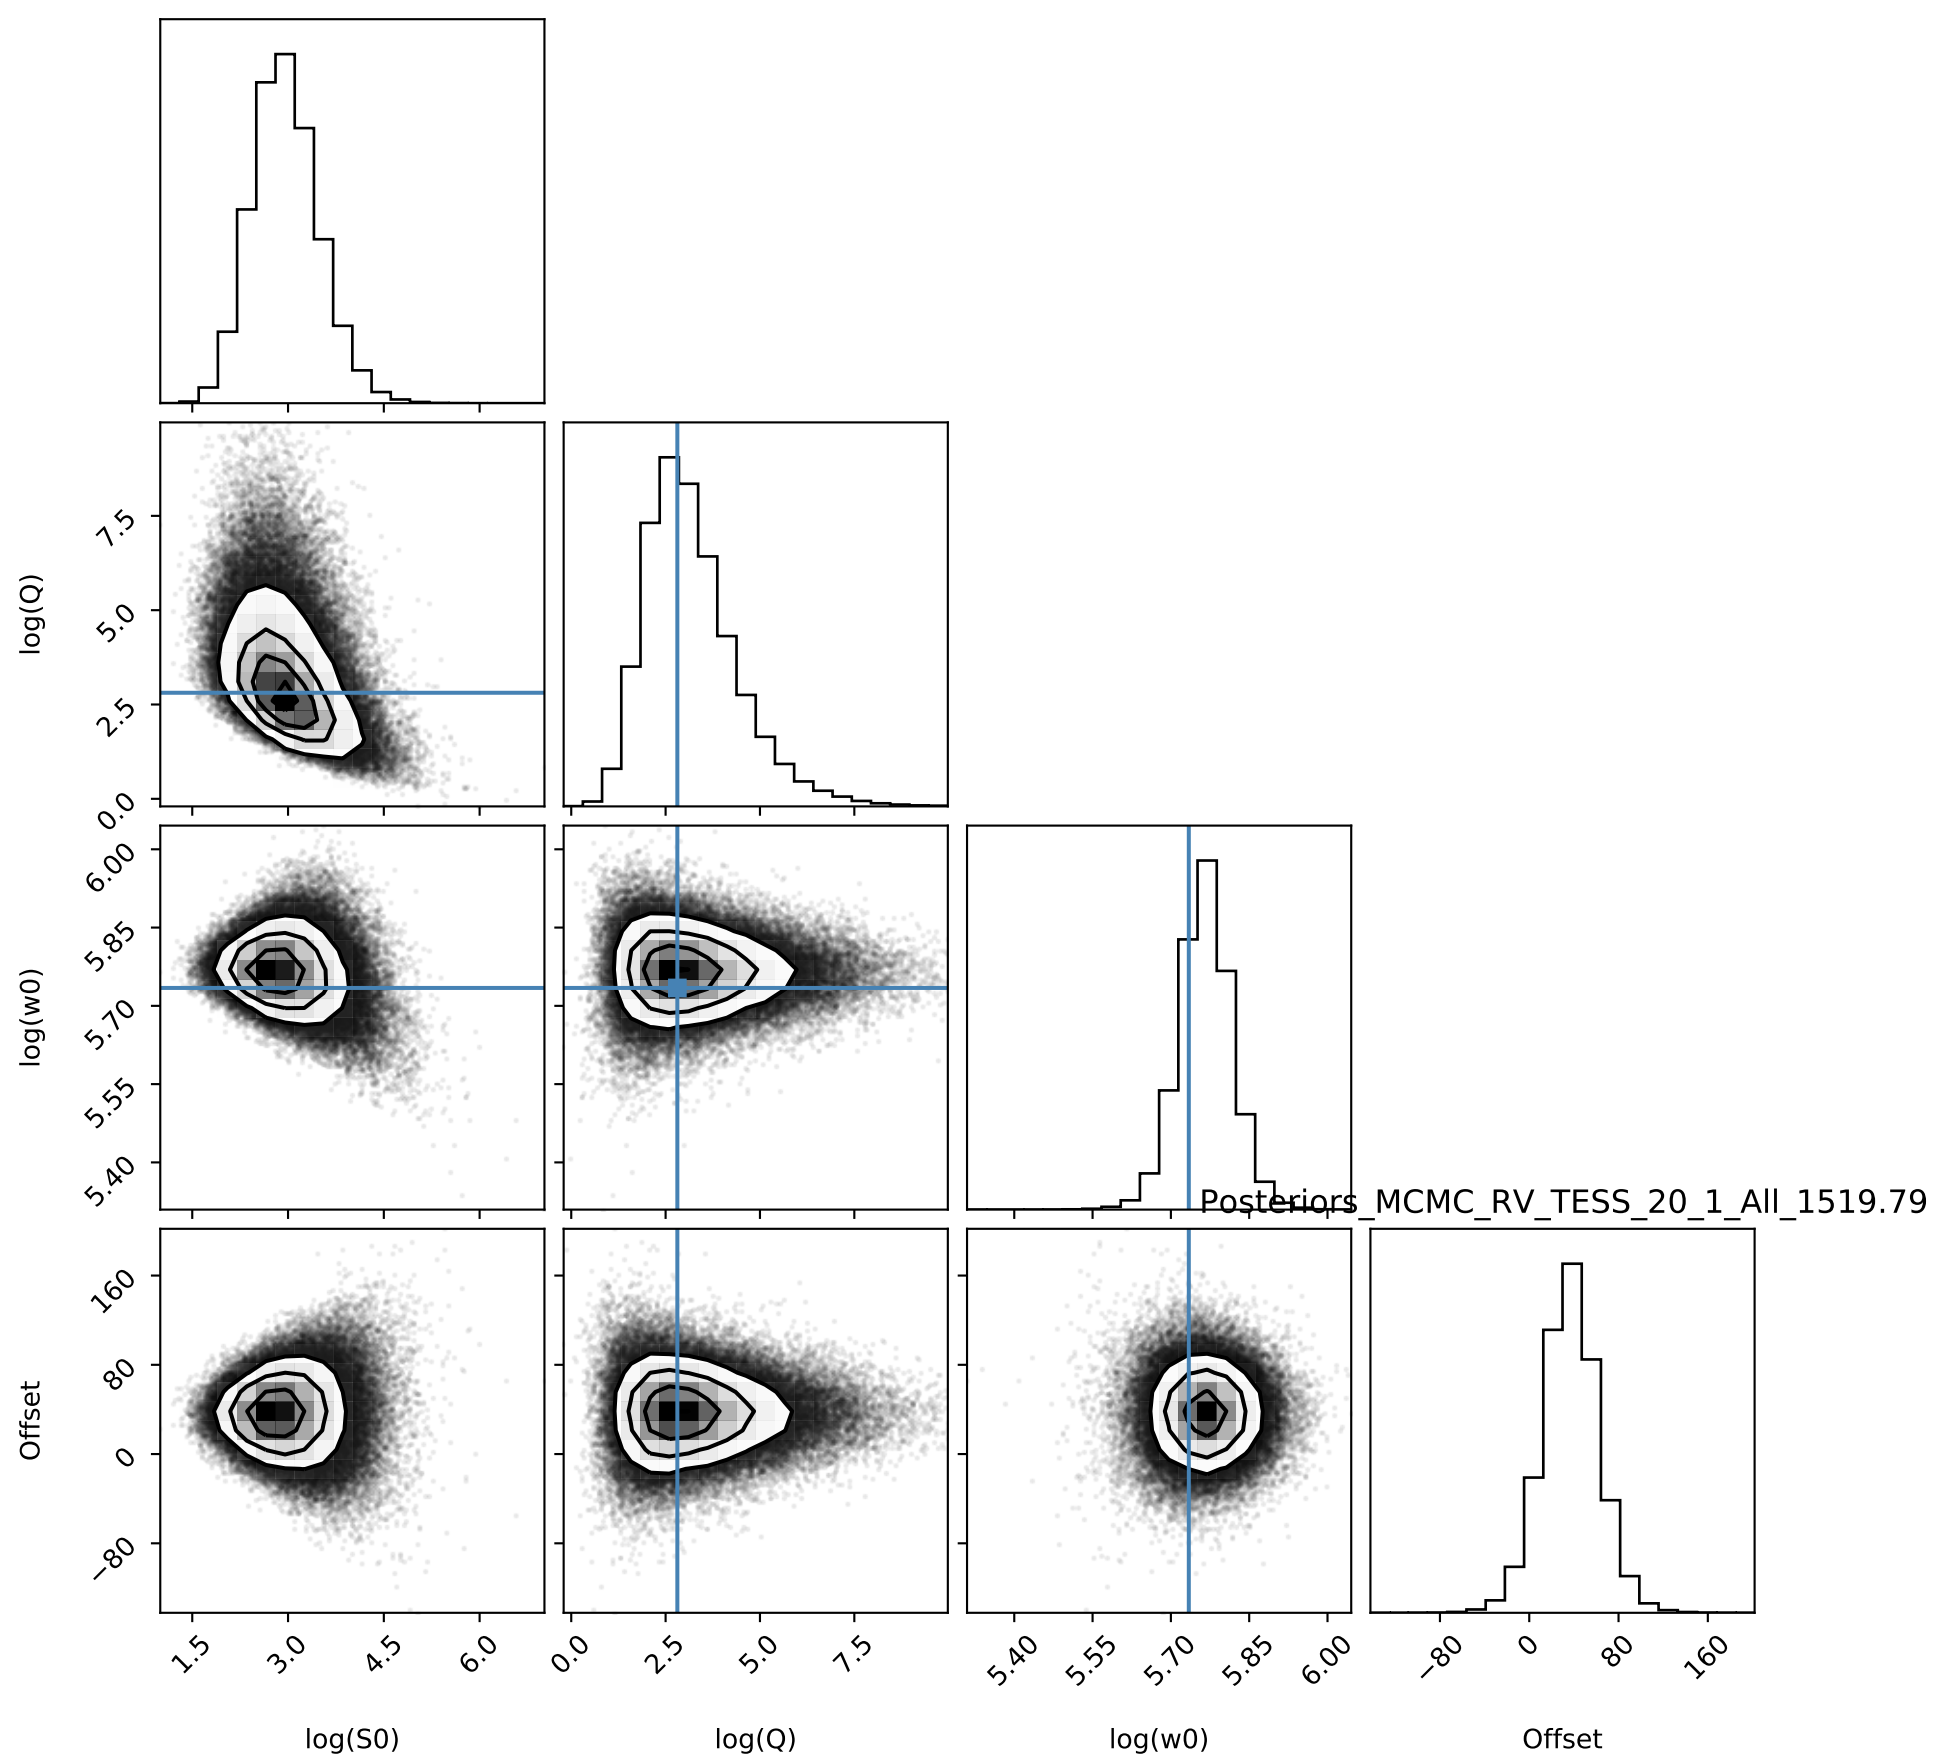 log(Q)
7.5
5.0
2.5
0.0
log(w0)
6.00
5.85
5.70
5.55
5.40
Posteriors_MCMC_RV_TESS_20_1_All_1519.79
Offset
160
80
0
−80
1.5 3.0 4.5 6.0 0.0 2.5 5.0 7.5 5.40 5.55 5.70 5.85 6.00 −80 0 80 160
log(S0) log(Q) log(w0) Offset